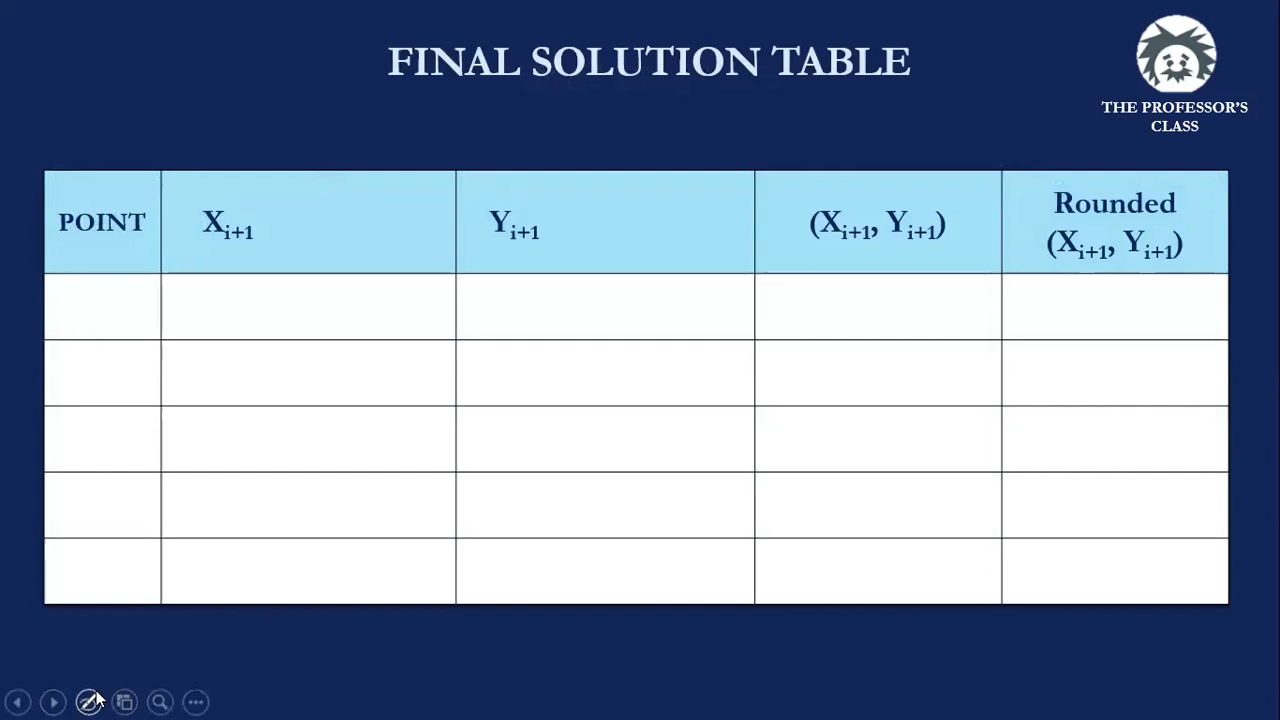 FINAL SOLUTION TABLE
THE PROFESSOR'S
CLASS
POINT
Xi+1
Yi+1
(Xi+1, Yi+1)
Rounded
(Xi+1, Yi+1)